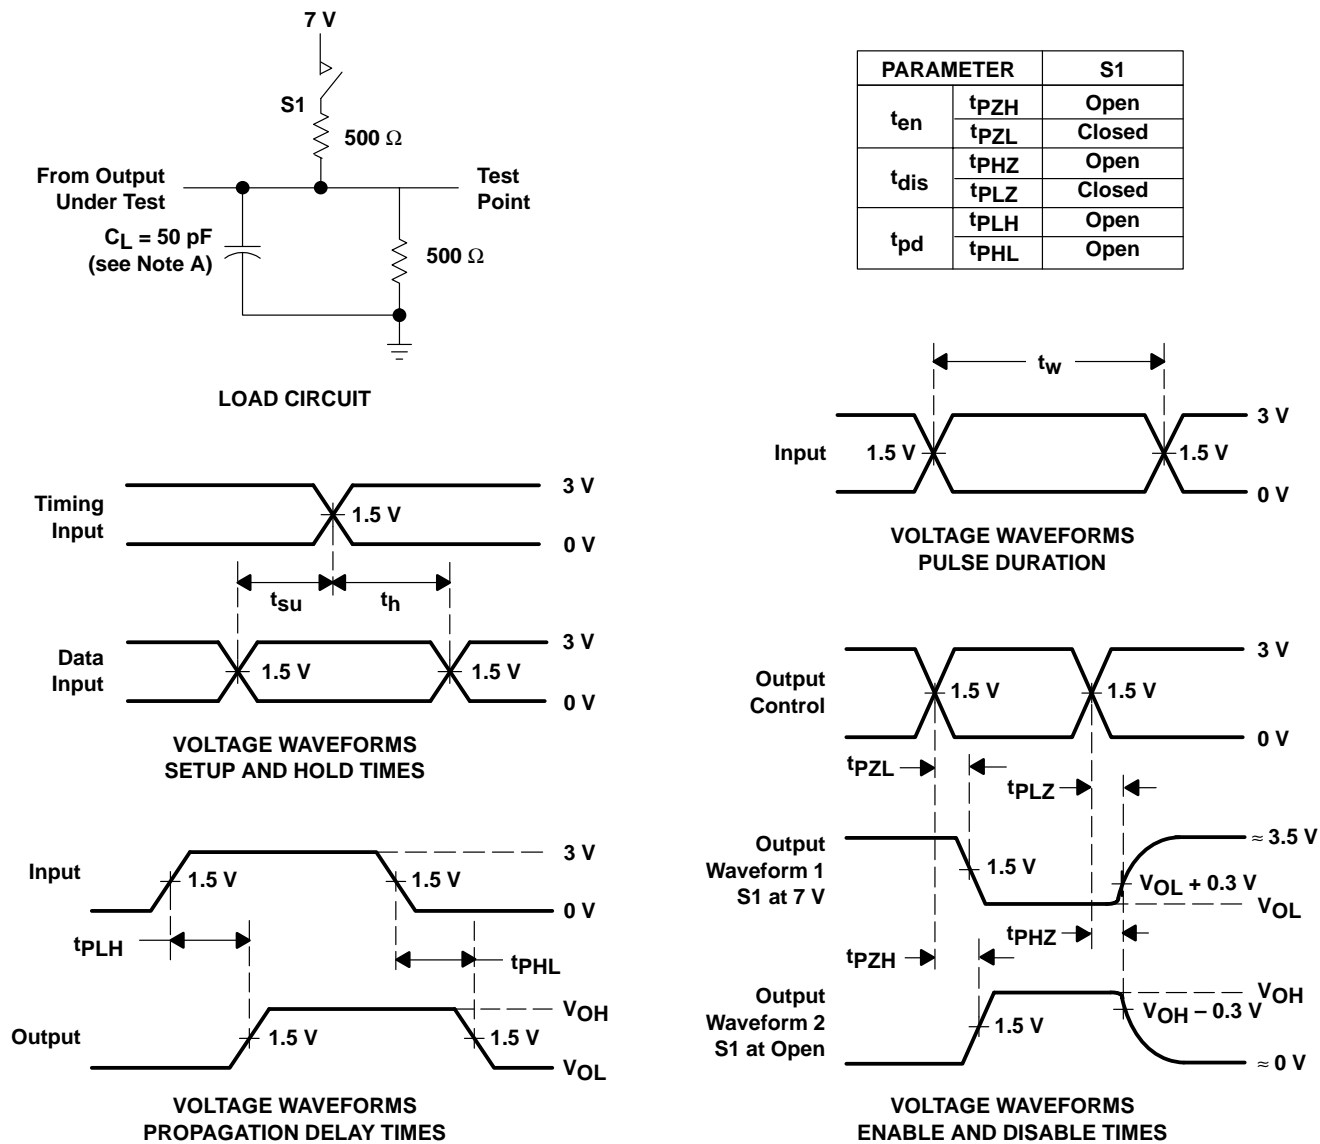 7 V
S1
500 Ω
From Output
Under Test
Test
Point
CL = 50 pF
(see Note A)
500 Ω
LOAD CIRCUIT
PARAMETER S1
ten tPZH Open
tPZL Closed
tdis tPHZ Open
tPLZ Closed
tpd tPLH Open
tPHL Open
tw
3 V
Input 1.5 V 1.5 V
0 V
VOLTAGE WAVEFORMS
PULSE DURATION
Timing
Input
3 V
1.5 V
0 V
tsu th
Data
Input
3 V
1.5 V 1.5 V
0 V
VOLTAGE WAVEFORMS
SETUP AND HOLD TIMES
Input
3 V
1.5 V 1.5 V
0 V
tPLH
tPHL
Output
VOH
1.5 V 1.5 V
VOL
VOLTAGE WAVEFORMS
PROPAGATION DELAY TIMES
Output
Control
3 V
1.5 V 1.5 V
0 V
tPZL
tPLZ
Output
Waveform 1
S1 at 7 V
≈ 3.5 V
1.5 V
VOL + 0.3 V
VOL
tPHZ
tPZH
Output
Waveform 2
S1 at Open
VOH
VOH − 0.3 V
1.5 V
≈ 0 V
VOLTAGE WAVEFORMS
ENABLE AND DISABLE TIMES